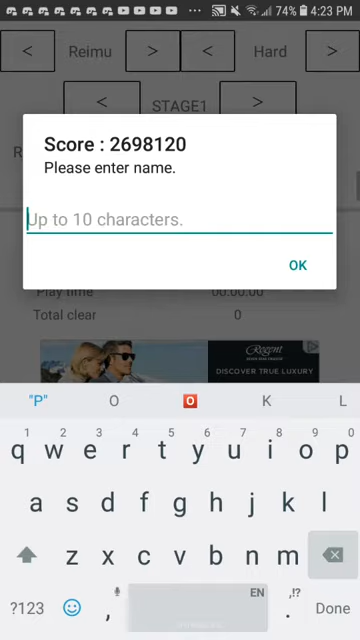 74% 4:23 PM
< Reimu > < Hard >
< STAGE1 >
Score : 2698120
Please enter name.
Up to 10 characters.
OK
Play time 00:00.00
Total clear 0
Regent
DISCOVER TRUE LUXURY
"P" O 🅾 K L
1 2 3 4 5 6 7 8 9 0
q w e r t y u i o p
a s d f g h j k l
z x c v b n m
EN ,!?
?123 , . Done